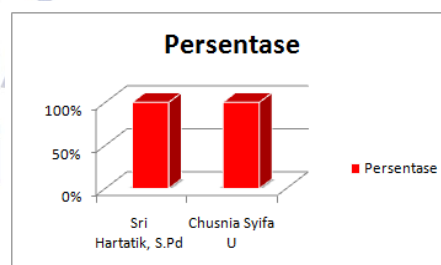 Persentase
100%
50%
0%
Sri
Hartatik, S.Pd
Chusnia Syifa
U
Persentase